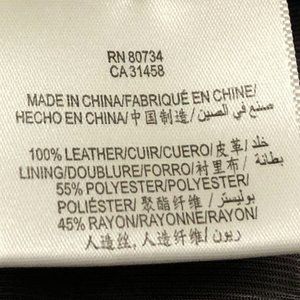 RN 80734
CA 31458
MADE IN CHINA/FABRIQUÉ EN CHINE/
HECHO EN CHINA/中国制造/ صنع في الصين
100% LEATHER/CUIR/CUERO/皮革/ جلد
LINING/DOUBLURE/FORRO/衬里布/ بطانة
55% POLYESTER/POLYESTER/
POLIÉSTER/聚酯纤维/ بوليستر
45% RAYON/RAYONNE/RAYON/
人造丝, 人造纤维/ ريون